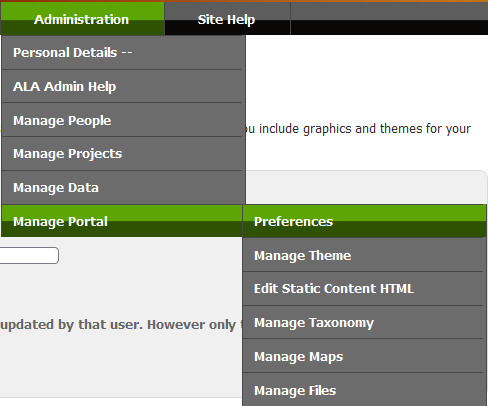 Administration Site Help
Personal Details --
ALA Admin Help
Manage People
you include graphics and themes for your
Manage Projects
Manage Data
Manage Portal Preferences
Manage Theme
Edit Static Content HTML
Manage Taxonomy
updated by that user. However only
Manage Maps
Manage Files